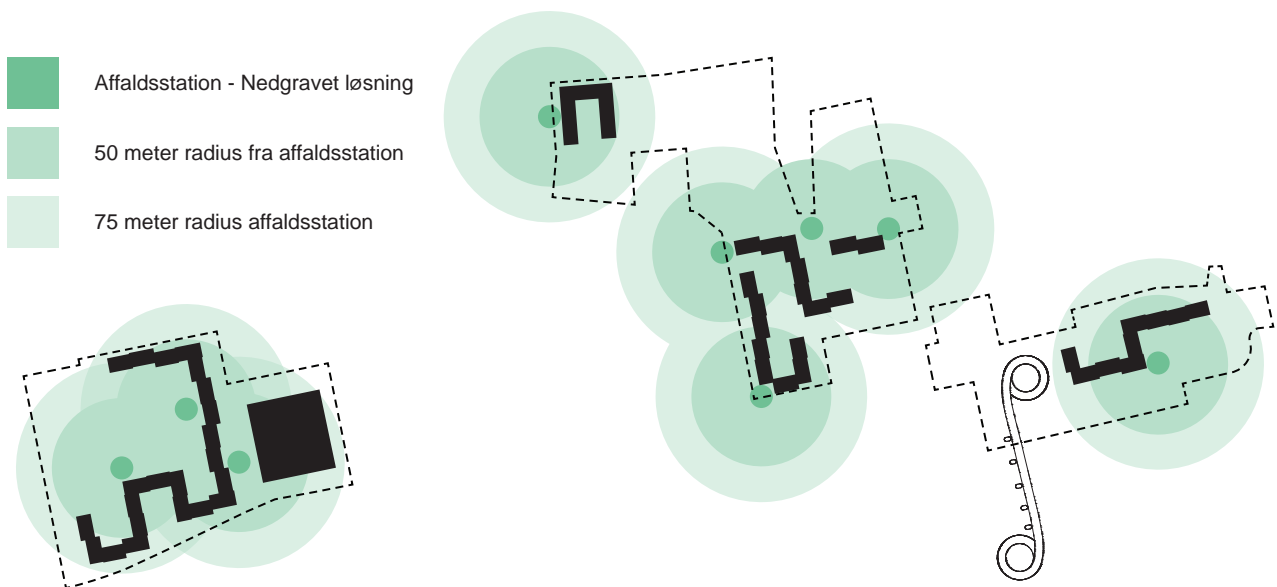 Affaldsstation - Nedgravet løsning
50 meter radius fra affaldsstation
75 meter radius affaldsstation